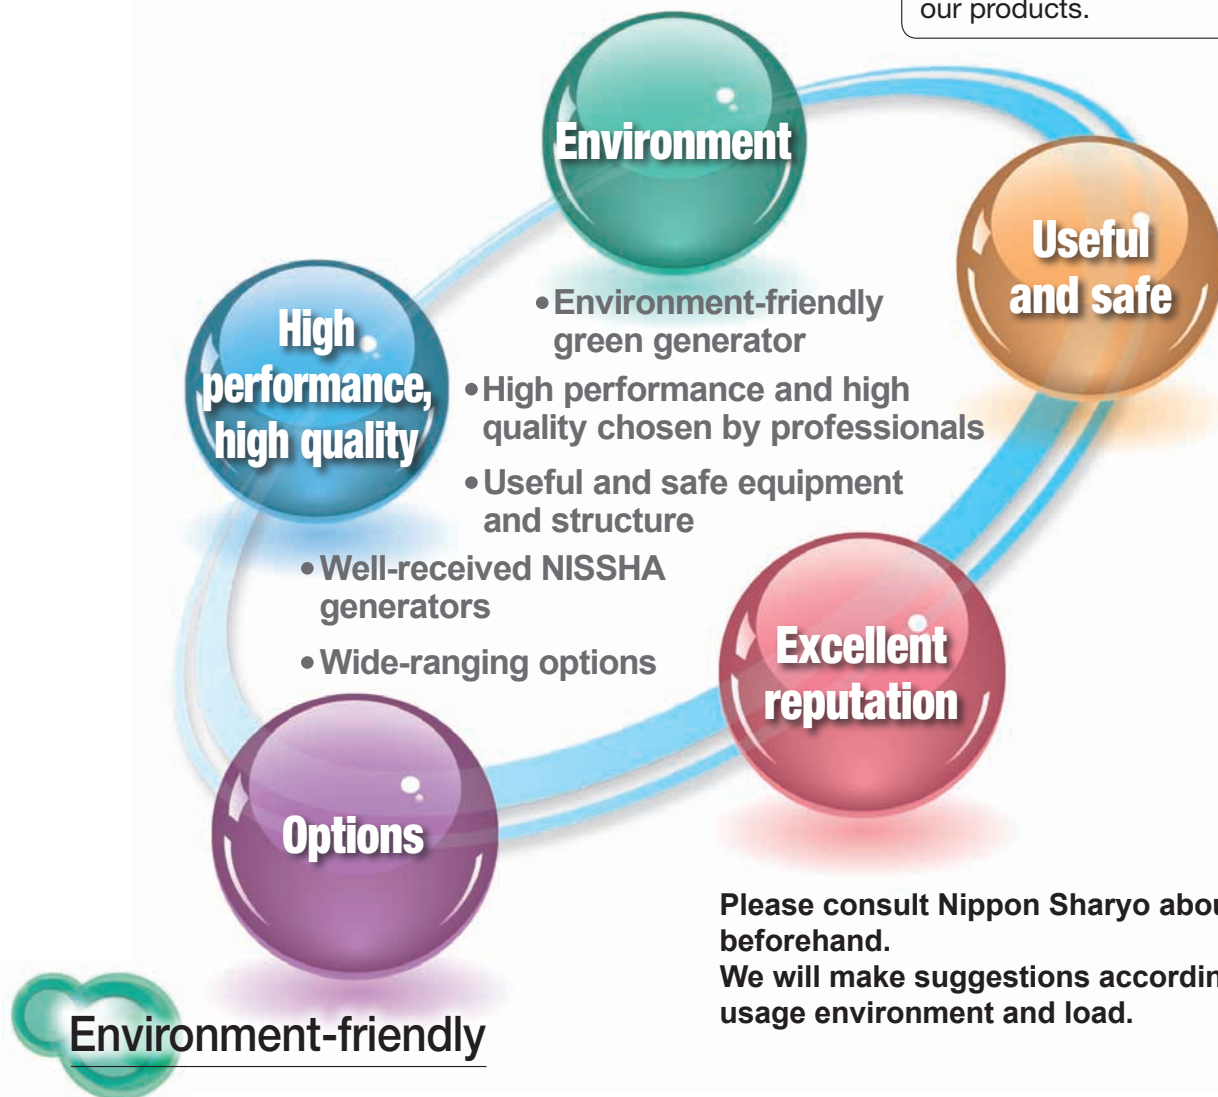 our products.
Environment
Useful
and safe
High
performance,
high quality
•Environment-friendly
green generator
•High performance and high
quality chosen by professionals
•Useful and safe equipment
and structure
•Well-received NISSHA
generators
•Wide-ranging options
Excellent
reputation
Options
Please consult Nippon Sharyo abou
beforehand.
We will make suggestions accordin
usage environment and load.
Environment-friendly